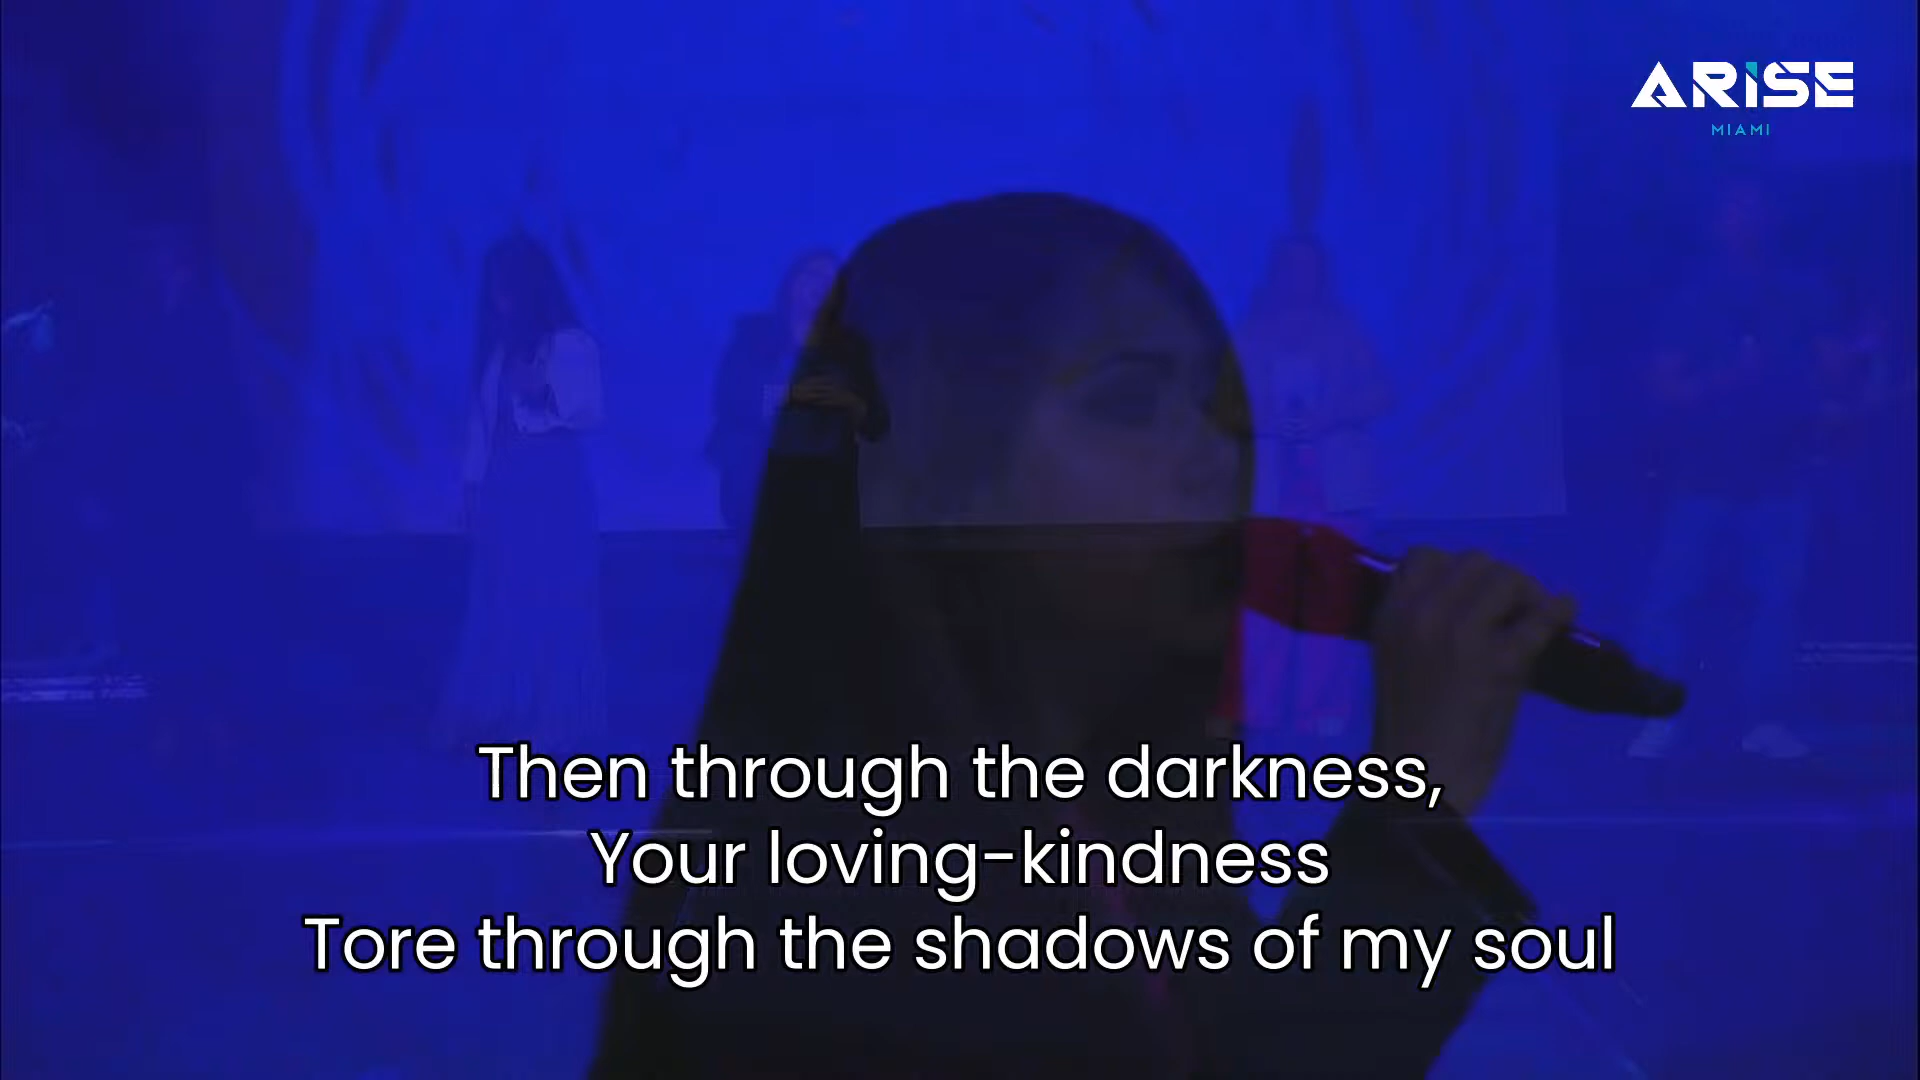 ARISE
MIAMI
Then through the darkness,
Your loving-kindness
Tore through the shadows of my soul